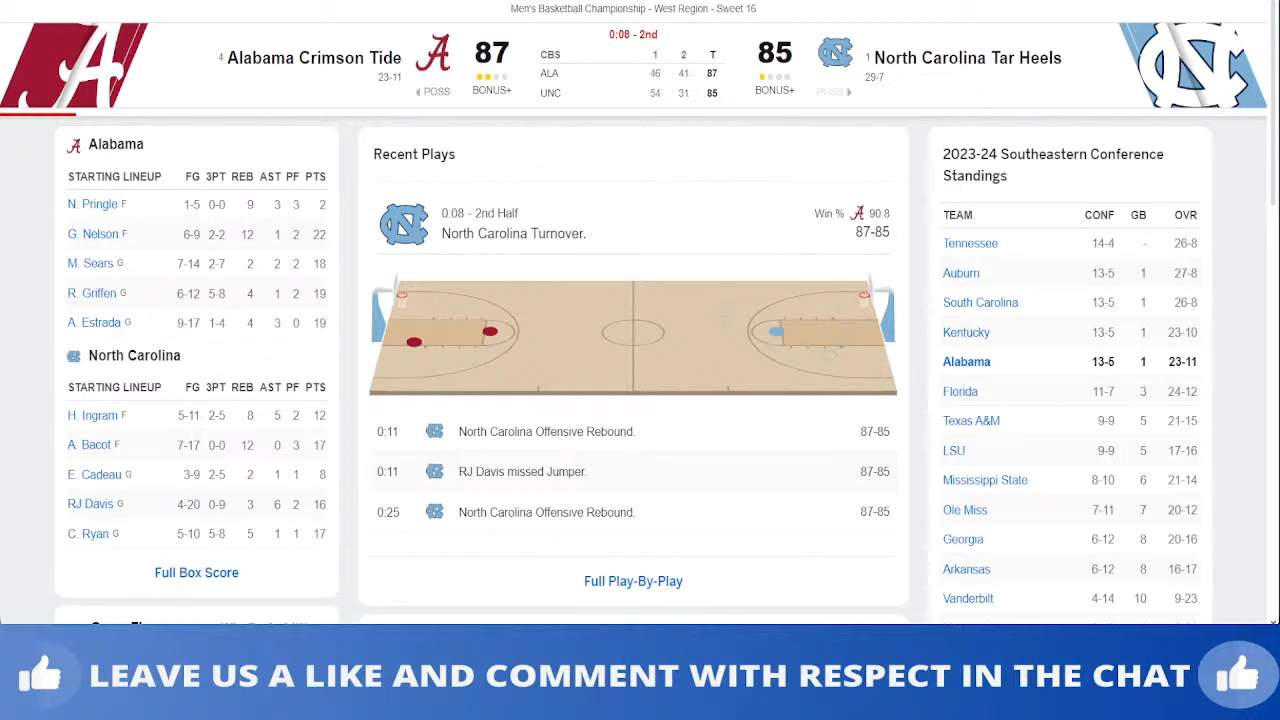 Men's Basketball Championship - West Region - Sweet 16
4 Alabama Crimson Tide
23-11
POSS
87
BONUS+
0:08 - 2nd
CBS 1 2 T
ALA 46 41 87
UNC 54 31 85
85
BONUS+
1 North Carolina Tar Heels
29-7
POSS
Alabama
STARTING LINEUP FG 3PT REB AST PF PTS
N. Pringle F 1-5 0-0 9 3 3 2
G. Nelson F 6-9 2-2 12 1 2 22
M. Sears G 7-14 2-7 2 2 2 18
R. Griffen G 6-12 5-8 4 1 2 19
A. Estrada G 9-17 1-4 4 3 0 19
North Carolina
STARTING LINEUP FG 3PT REB AST PF PTS
H. Ingram F 5-11 2-5 8 5 2 12
A. Bacot F 7-17 0-0 12 0 3 17
E. Cadeau G 3-9 2-5 2 1 1 8
RJ Davis G 4-20 0-9 3 6 2 16
C. Ryan G 5-10 5-8 5 1 1 17
Full Box Score
Recent Plays
0:08 - 2nd Half
North Carolina Turnover.
Win % 90.8
87-85
0:11 North Carolina Offensive Rebound. 87-85
0:11 RJ Davis missed Jumper. 87-85
0:25 North Carolina Offensive Rebound. 87-85
Full Play-By-Play
2023-24 Southeastern Conference
Standings
TEAM CONF GB OVR
Tennessee 14-4 - 26-8
Auburn 13-5 1 27-8
South Carolina 13-5 1 26-8
Kentucky 13-5 1 23-10
Alabama 13-5 1 23-11
Florida 11-7 3 24-12
Texas A&M 9-9 5 21-15
LSU 9-9 5 17-16
Mississippi State 8-10 6 21-14
Ole Miss 7-11 7 20-12
Georgia 6-12 8 20-16
Arkansas 6-12 8 16-17
Vanderbilt 4-14 10 9-23
LEAVE US A LIKE AND COMMENT WITH RESPECT IN THE CHAT